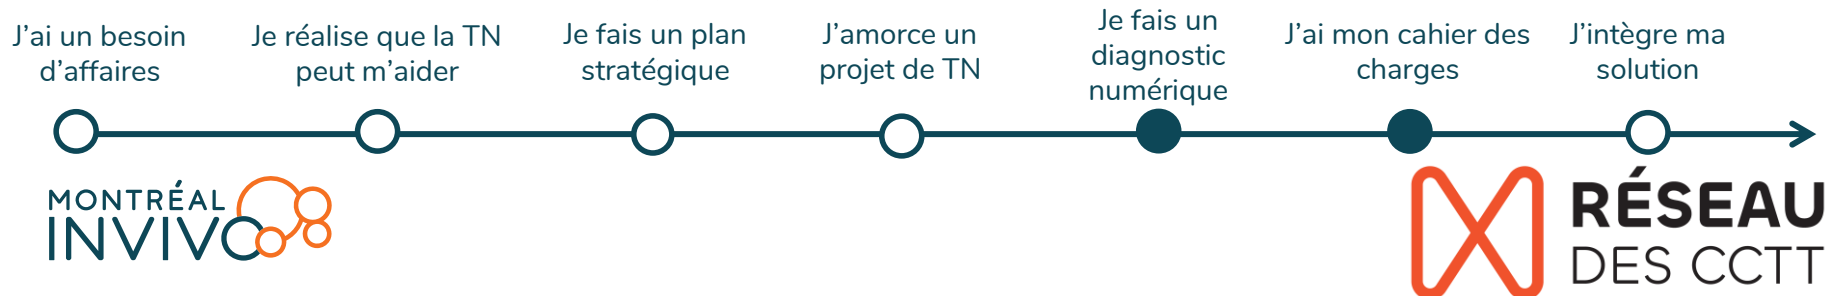 J'ai un besoin
d'affaires
Je réalise que la TN
peut m'aider
Je fais un plan
stratégique
J'amorce un
projet de TN
Je fais un
diagnostic
numérique
J'ai mon cahier des
charges
J'intègre ma
solution
MONTRÉAL
INVIVO
RÉSEAU
DES CCTT